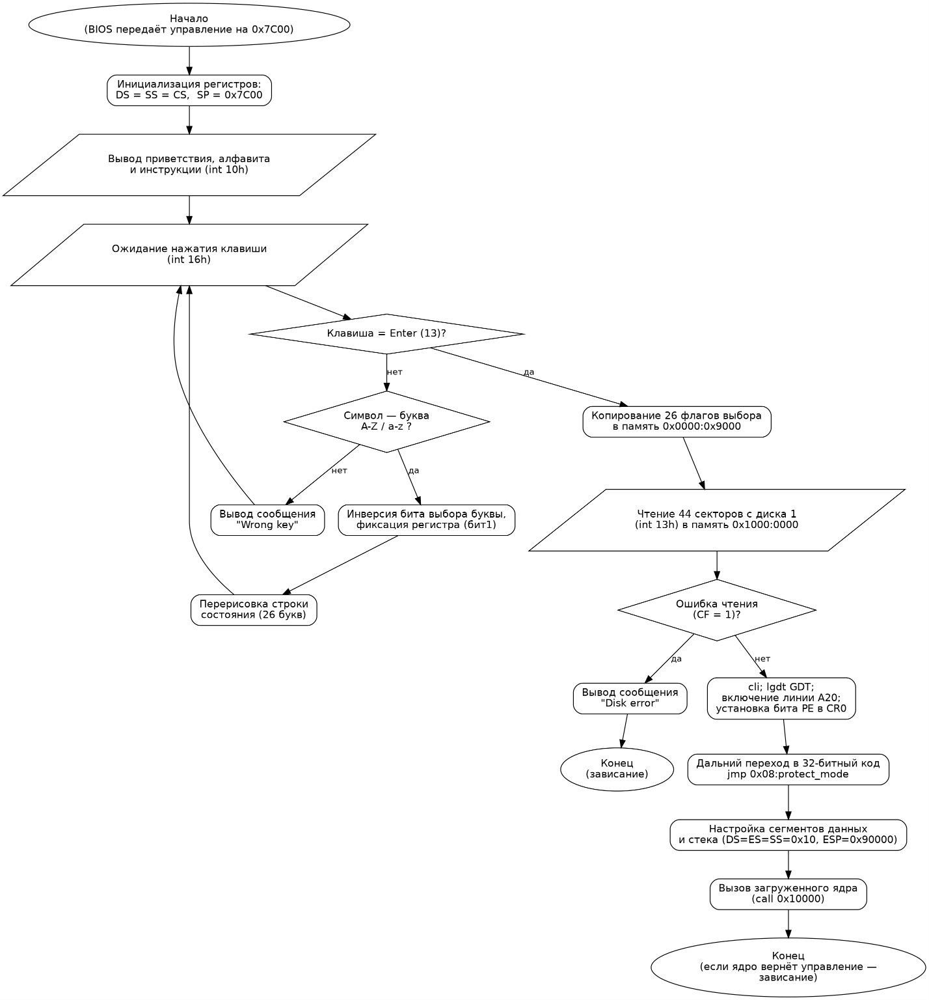 Начало
(BIOS передаёт управление на 0x7C00)
Инициализация регистров:
DS = SS = CS,  SP = 0x7C00
Вывод приветствия, алфавита
и инструкции (int 10h)
Ожидание нажатия клавиши
(int 16h)
Клавиша = Enter (13)?
нет
да
Символ — буква
A-Z / a-z ?
Копирование 26 флагов выбора
в память 0x0000:0x9000
нет
да
Вывод сообщения
"Wrong key"
Инверсия бита выбора буквы,
фиксация регистра (бит1)
Чтение 44 секторов с диска 1
(int 13h) в память 0x1000:0000
Перерисовка строки
состояния (26 букв)
Ошибка чтения
(CF = 1)?
да
нет
Вывод сообщения
"Disk error"
cli; lgdt GDT;
включение линии A20;
установка бита PE в CR0
Конец
(зависание)
Дальний переход в 32-битный код
jmp 0x08:protect_mode
Настройка сегментов данных
и стека (DS=ES=SS=0x10, ESP=0x90000)
Вызов загруженного ядра
(call 0x10000)
Конец
(если ядро вернёт управление —
зависание)